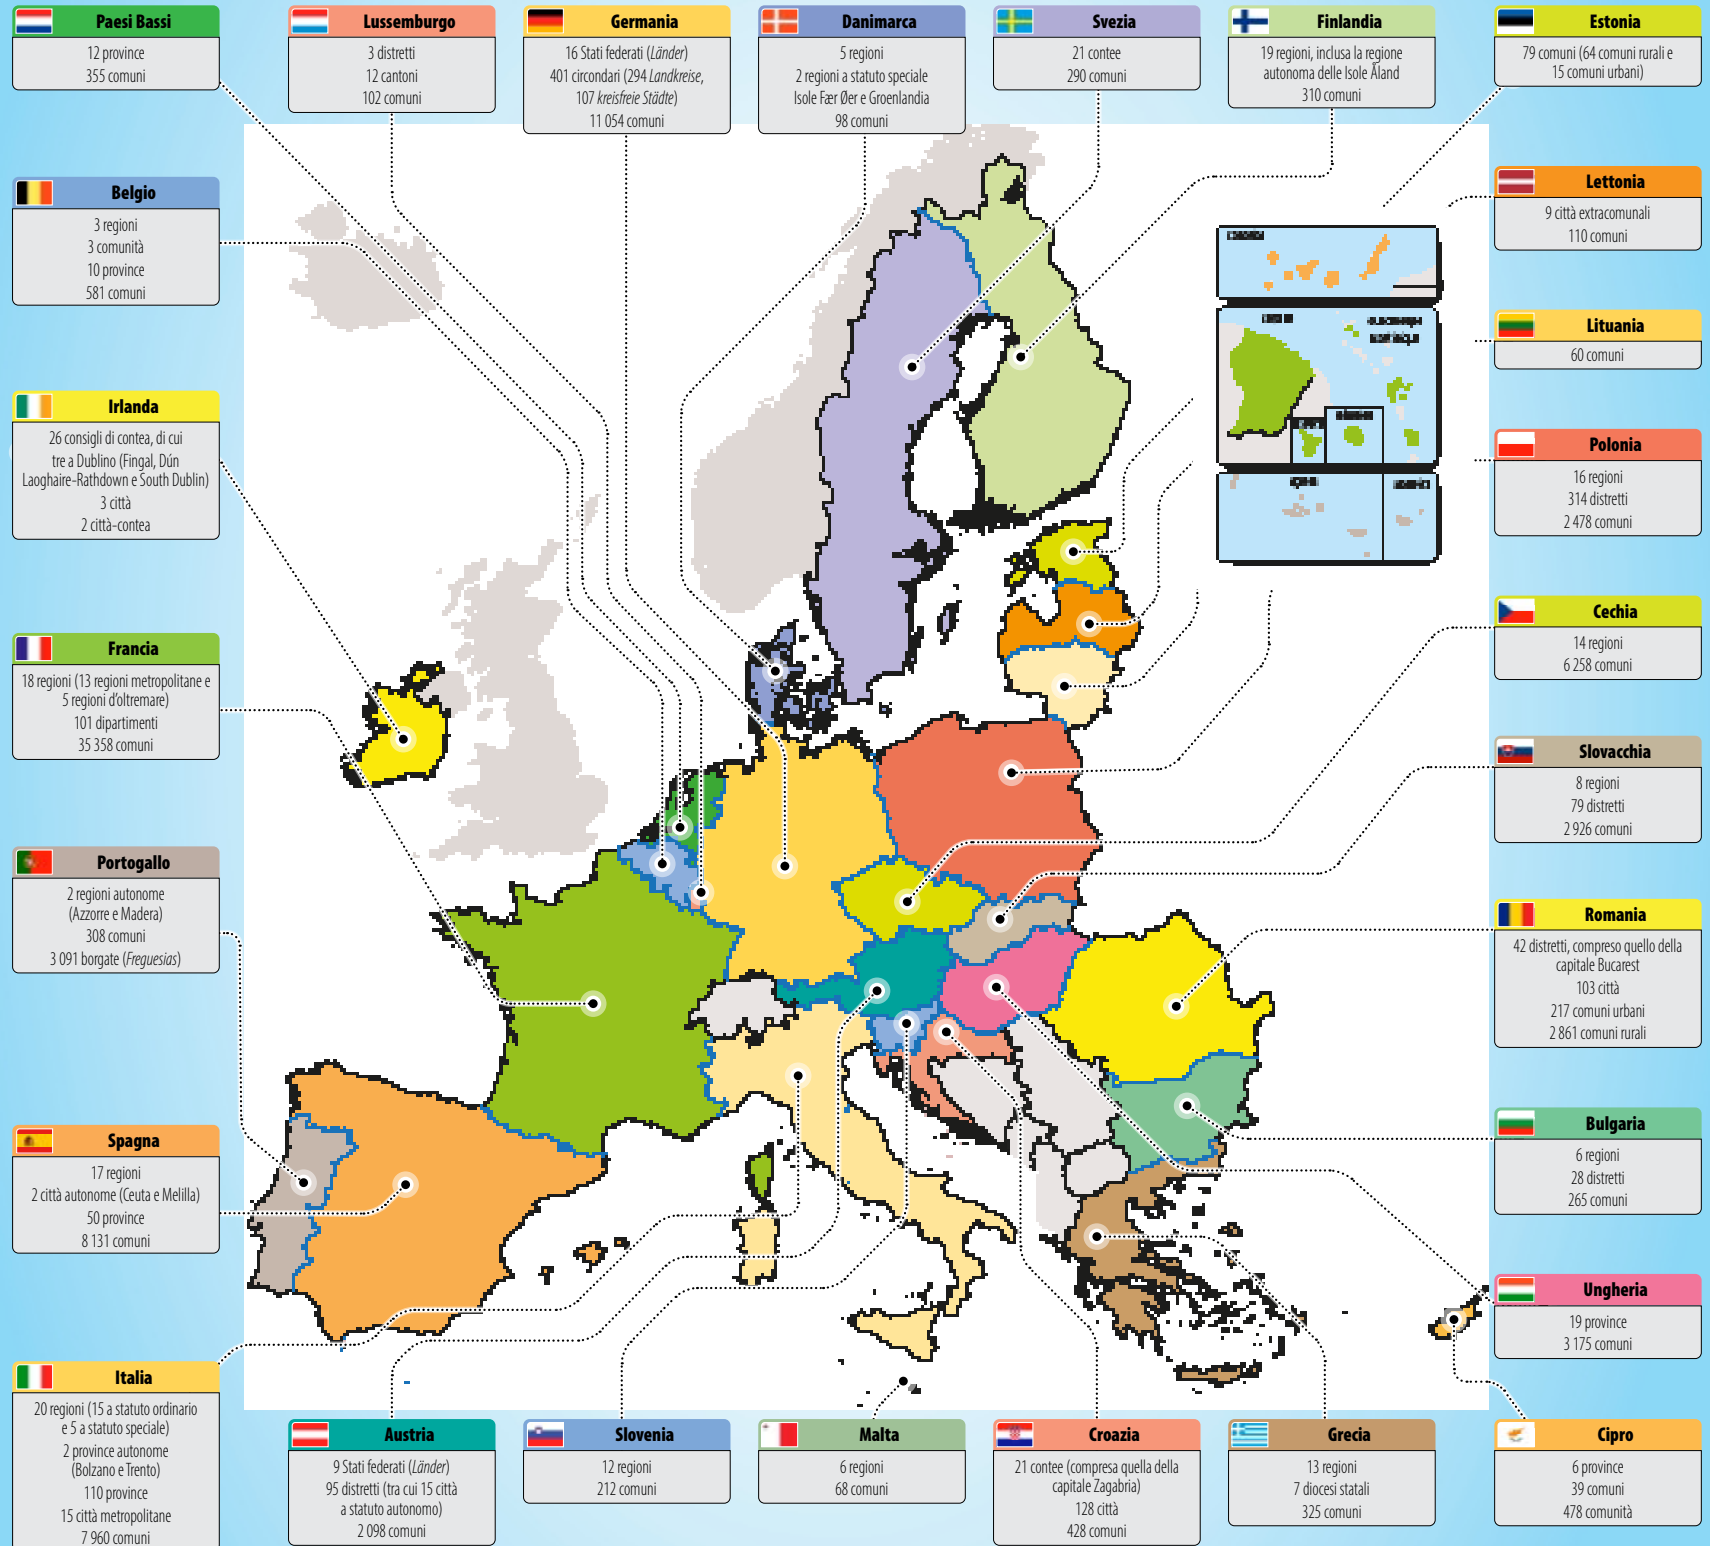 Paesi Bassi
12 province
355 comuni
Lussemburgo
3 distretti
12 cantoni
102 comuni
Germania
16 Stati federati (Länder)
401 circondari (294 Landkreise,
107 kreisfreie Städte)
11 054 comuni
Danimarca
5 regioni
2 regioni a statuto speciale
Isole Fær Øer e Groenlandia
98 comuni
Svezia
21 contee
290 comuni
Finlandia
19 regioni, inclusa la regione
autonoma delle Isole Åland
310 comuni
Estonia
79 comuni (64 comuni rurali e
15 comuni urbani)
Belgio
3 regioni
3 comunità
10 province
581 comuni
Lettonia
9 città extracomunali
110 comuni
Lituania
60 comuni
Irlanda
26 consigli di contea, di cui
tre a Dublino (Fingal, Dún
Laoghaire-Rathdown e South Dublin)
3 città
2 città-contea
Polonia
16 regioni
314 distretti
2 478 comuni
Cechia
14 regioni
6 258 comuni
Francia
18 regioni (13 regioni metropolitane e
5 regioni d'oltremare)
101 dipartimenti
35 358 comuni
Slovacchia
8 regioni
79 distretti
2 926 comuni
Portogallo
2 regioni autonome
(Azzorre e Madera)
308 comuni
3 091 borgate (Freguesias)
Romania
42 distretti, compreso quello della
capitale Bucarest
103 città
217 comuni urbani
2 861 comuni rurali
Spagna
17 regioni
2 città autonome (Ceuta e Melilla)
50 province
8 131 comuni
Bulgaria
6 regioni
28 distretti
265 comuni
Ungheria
19 province
3 175 comuni
Italia
20 regioni (15 a statuto ordinario
e 5 a statuto speciale)
2 province autonome
(Bolzano e Trento)
110 province
15 città metropolitane
7 960 comuni
Austria
9 Stati federati (Länder)
95 distretti (tra cui 15 città
a statuto autonomo)
2 098 comuni
Slovenia
12 regioni
212 comuni
Malta
6 regioni
68 comuni
Croazia
21 contee (compresa quella della
capitale Zagabria)
128 città
428 comuni
Grecia
13 regioni
7 diocesi statali
325 comuni
Cipro
6 province
39 comuni
478 comunità